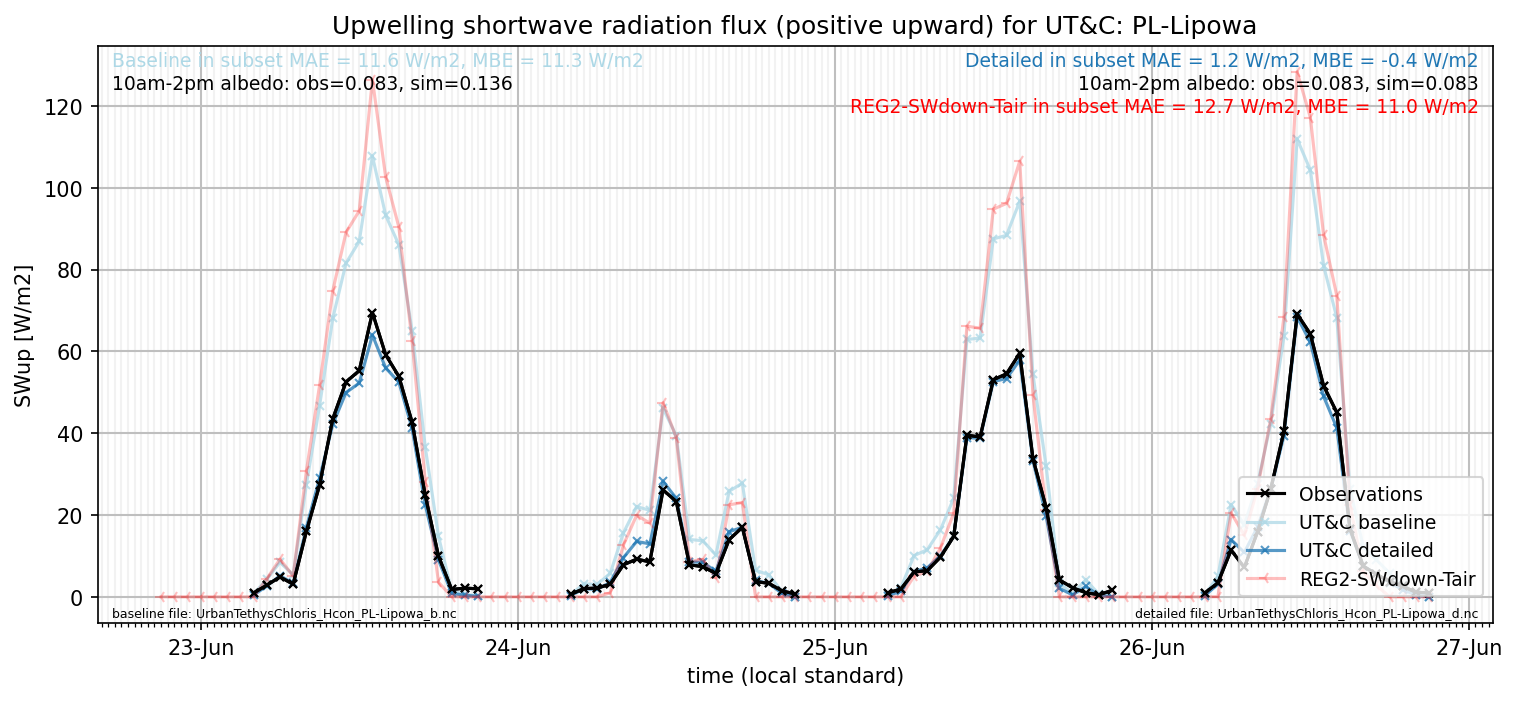 Upwelling shortwave radiation flux (positive upward) for UT&C: PL-Lipowa
Baseline in subset MAE = 11.6 W/m2, MBE = 11.3 W/m2
10am-2pm albedo: obs=0.083, sim=0.136
Detailed in subset MAE = 1.2 W/m2, MBE = -0.4 W/m2
10am-2pm albedo: obs=0.083, sim=0.083
REG2-SWdown-Tair in subset MAE = 12.7 W/m2, MBE = 11.0 W/m2
SWup [W/m2]
120
100
80
60
40
20
0
Observations
UT&C baseline
UT&C detailed
REG2-SWdown-Tair
baseline file: UrbanTethysChloris_Hcon_PL-Lipowa_b.nc
detailed file: UrbanTethysChloris_Hcon_PL-Lipowa_d.nc
23-Jun
24-Jun
25-Jun
26-Jun
27-Jun
time (local standard)